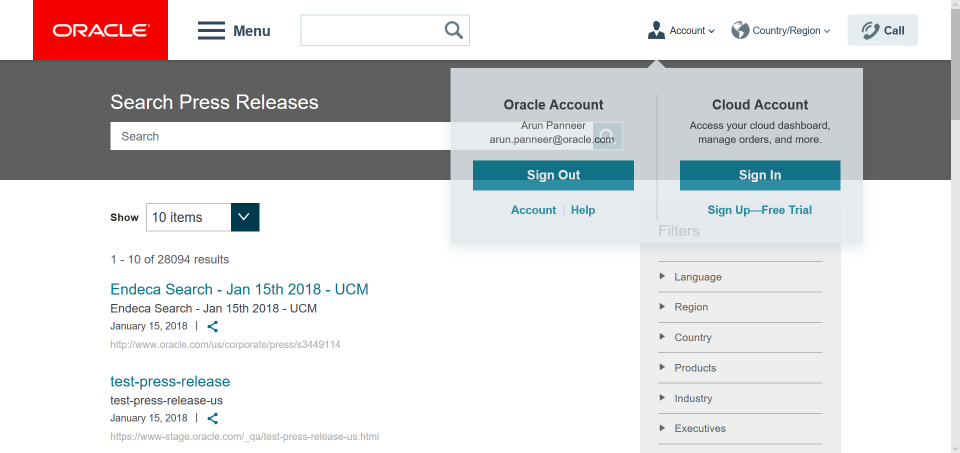 ORACLE
Menu
Account
Country/Region
Call
Search Press Releases
Search
Oracle Account
Arun Panneer
arun.panneer@oracle.com
Sign Out
Account | Help
Cloud Account
Access your cloud dashboard,
manage orders, and more.
Sign In
Sign Up—Free Trial
Show
10 items
1 - 10 of 28094 results
Endeca Search - Jan 15th 2018 - UCM
Endeca Search - Jan 15th 2018 - UCM
January 15, 2018 |
http://www.oracle.com/us/corporate/press/s3449114
test-press-release
test-press-release-us
January 15, 2018 |
https://www-stage.oracle.com/_qa/test-press-release-us.html
Filters
Language
Region
Country
Products
Industry
Executives